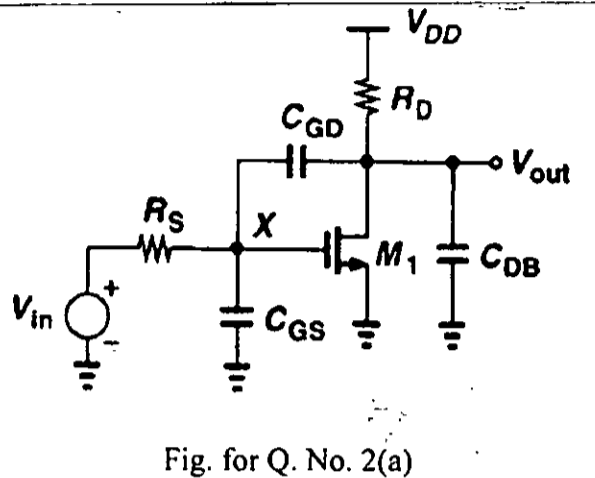 V_DD
R_D
C_GD
V_out
R_S
X
M_1
C_DB
V_in
+
-
C_GS
Fig. for Q. No. 2(a)